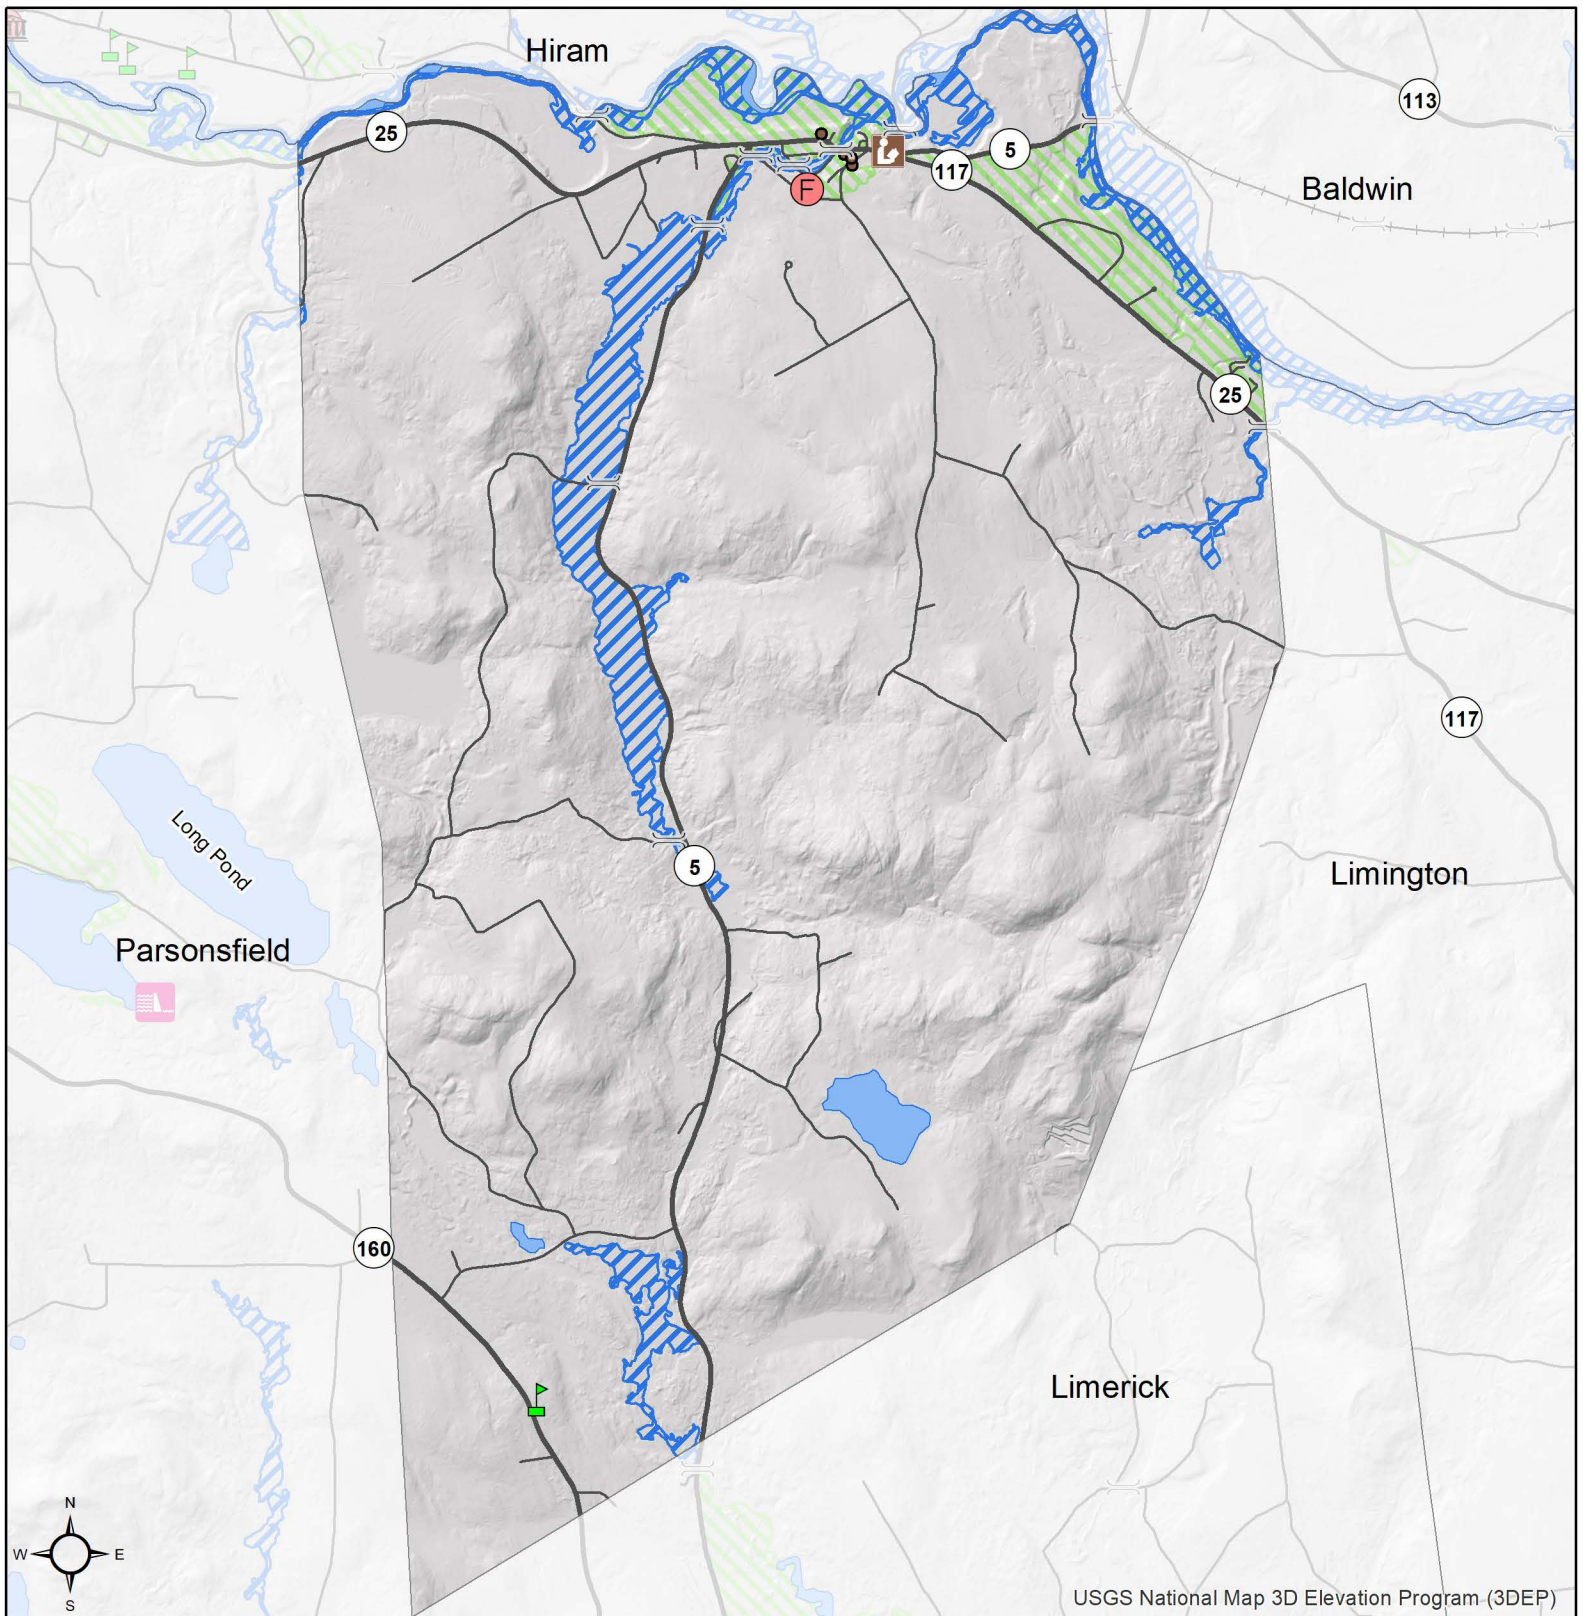 Hiram
113
25
5
117
Baldwin
F
25
117
Long Pond
5
Limington
Parsonsfield
160
Limerick
N
W
E
S
USGS National Map 3D Elevation Program (3DEP)